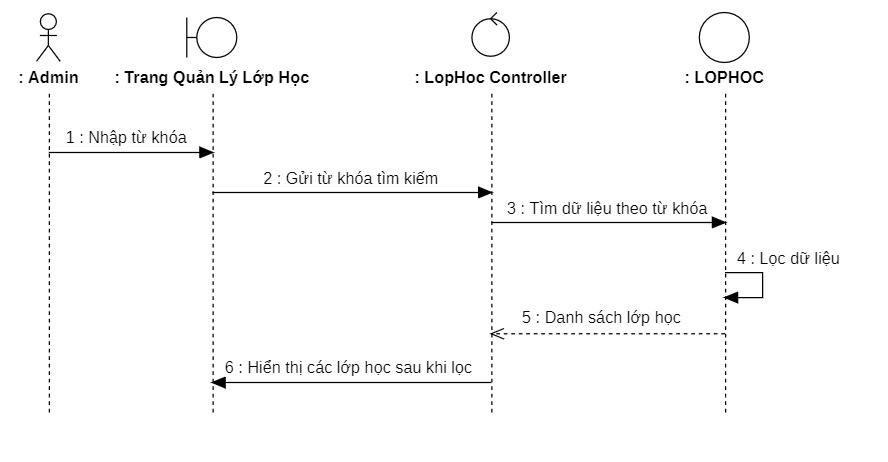 : Admin
: Trang Quản Lý Lớp Học
: LopHoc Controller
: LOPHOC
1 : Nhập từ khóa
2 : Gửi từ khóa tìm kiếm
3 : Tìm dữ liệu theo từ khóa
4 : Lọc dữ liệu
5 : Danh sách lớp học
6 : Hiển thị các lớp học sau khi lọc